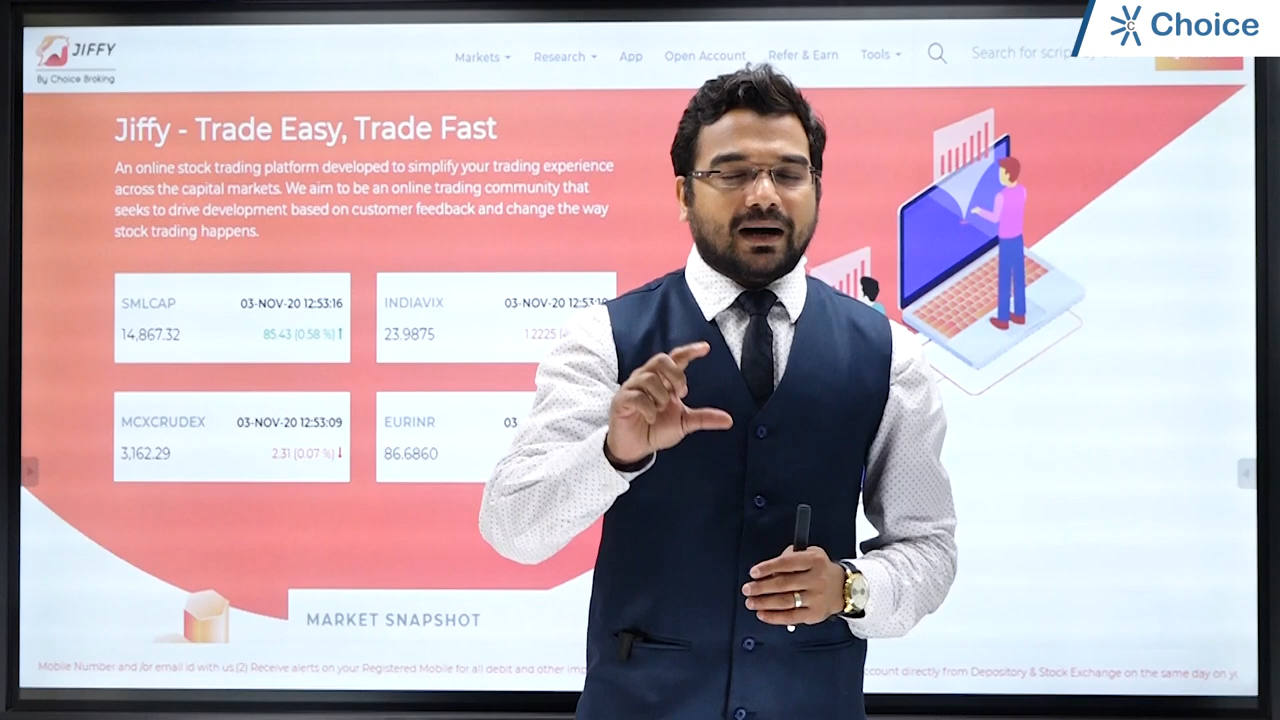 Choice
JIFFY
By Choice Broking
Markets
Research
App
Open Account
Refer & Earn
Tools
Search for scrip
Jiffy - Trade Easy, Trade Fast
An online stock trading platform developed to simplify your trading experience
across the capital markets. We aim to be an online trading community that
seeks to drive development based on customer feedback and change the way
stock trading happens.
SMLCAP 03-NOV-20 12:53:16
14,867.32 85.43 (0.58 %)
INDIAVIX 03-NOV-20
23.9875 1.2225
MCXCRUDEX 03-NOV-20 12:53:09
3,162.29 2.31 (0.07 %)
EURINR 03
86.6860
MARKET SNAPSHOT
Mobile Number and /or email id with us.(2) Receive alerts on your Registered Mobile for all debit and other
account directly from Depository & Stock Exchange on the same day on